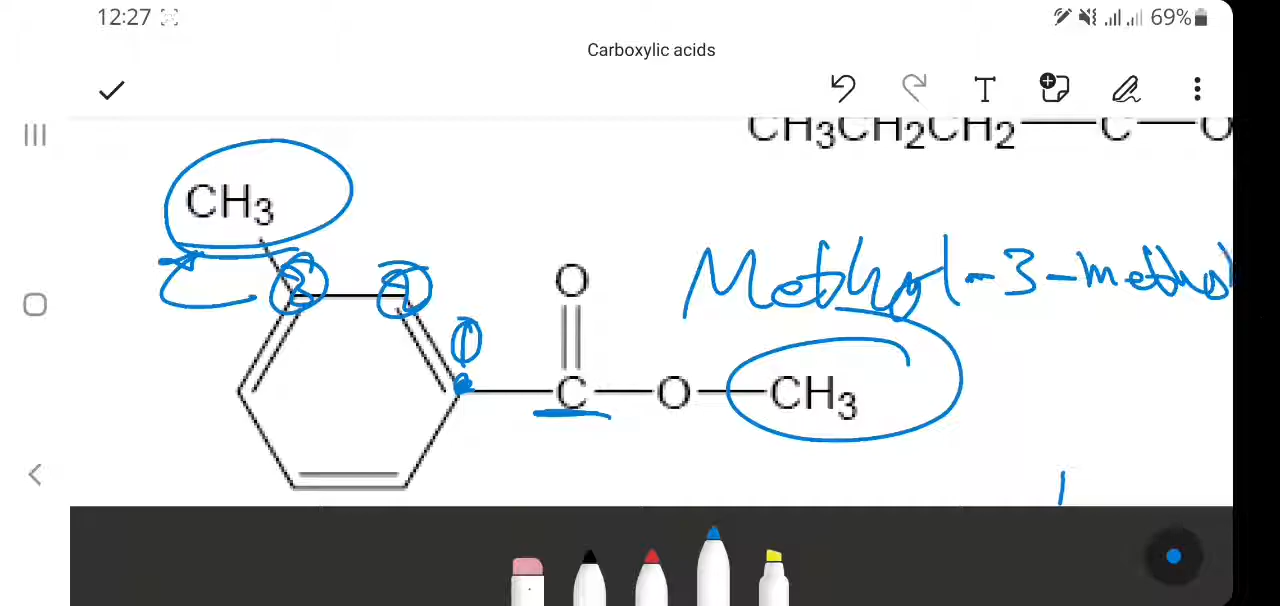 12:27 69%
Carboxylic acids
T
CH3CH2CH2 C O
CH3
③ ②
①
O
C O CH3
Methyl-3-methyl